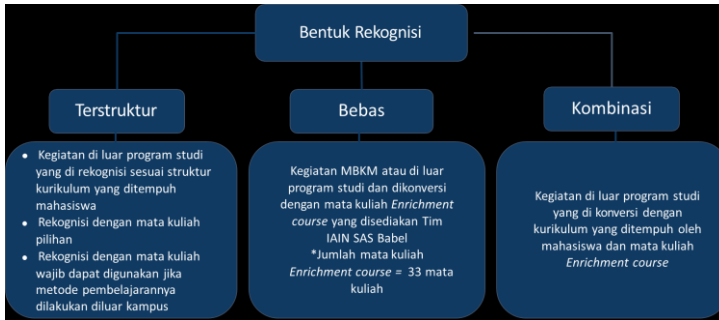 Bentuk Rekognisi
Terstruktur
• Kegiatan di luar program studi
yang di rekognisi sesuai struktur
kurikulum yang ditempuh
mahasiswa
• Rekognisi dengan mata kuliah
pilihan
• Rekognisi dengan mata kuliah
wajib dapat digunakan jika
metode pembelajarannya
dilakukan diluar kampus
Bebas
Kegiatan MBKM atau di luar
program studi dan dikonversi
dengan mata kuliah Enrichment
course yang disediakan Tim
IAIN SAS Babel
*Jumlah mata kuliah
Enrichment course = 33 mata
kuliah
Kombinasi
Kegiatan di luar program studi
yang di konversi dengan
kurikulum yang ditempuh oleh
mahasiswa dan mata kuliah
Enrichment course